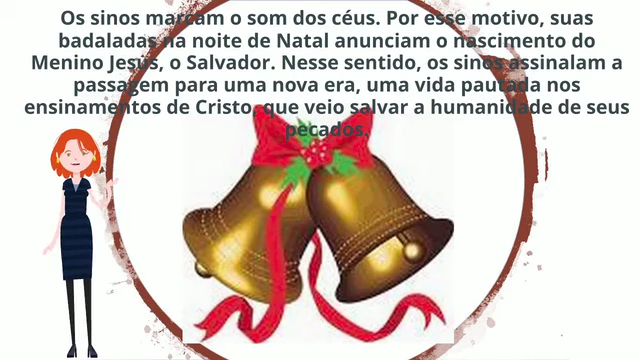 Os sinos marcam o som dos céus. Por esse motivo, suas
badaladas na noite de Natal anunciam o nascimento do
Menino Jesus, o Salvador. Nesse sentido, os sinos assinalam a
passagem para uma nova era, uma vida pautada nos
ensinamentos de Cristo, que veio salvar a humanidade de seus
pecados.